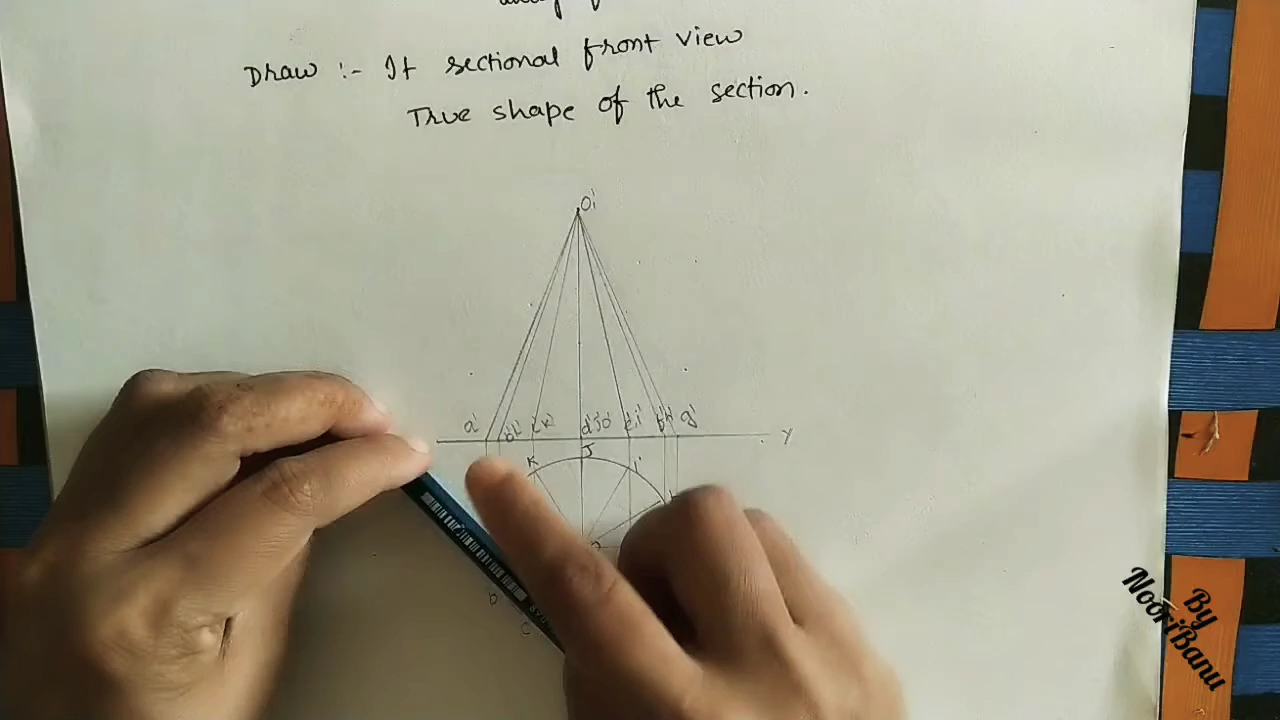 Draw :- It sectional front view
True shape of the section.
O'
a' g'
Y
K J i
b
c
By
NooriBanu